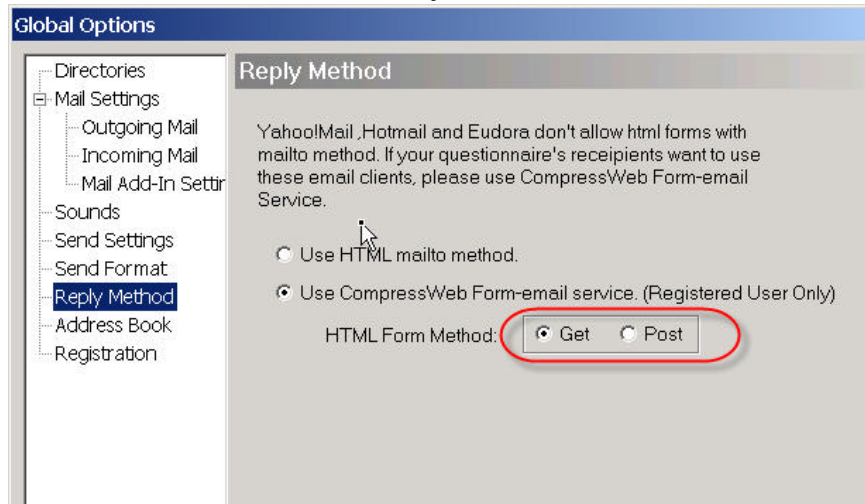 Global Options
Directories
Mail Settings
Outgoing Mail
Incoming Mail
Mail Add-In Settir
Sounds
Send Settings
Send Format
Reply Method
Address Book
Registration
Reply Method
Yahoo!Mail ,Hotmail and Eudora don't allow html forms with
mailto method. If your questionnaire's receipients want to use
these email clients, please use CompressWeb Form-email
Service.
Use HTML mailto method.
Use CompressWeb Form-email service. (Registered User Only)
HTML Form Method: Get Post